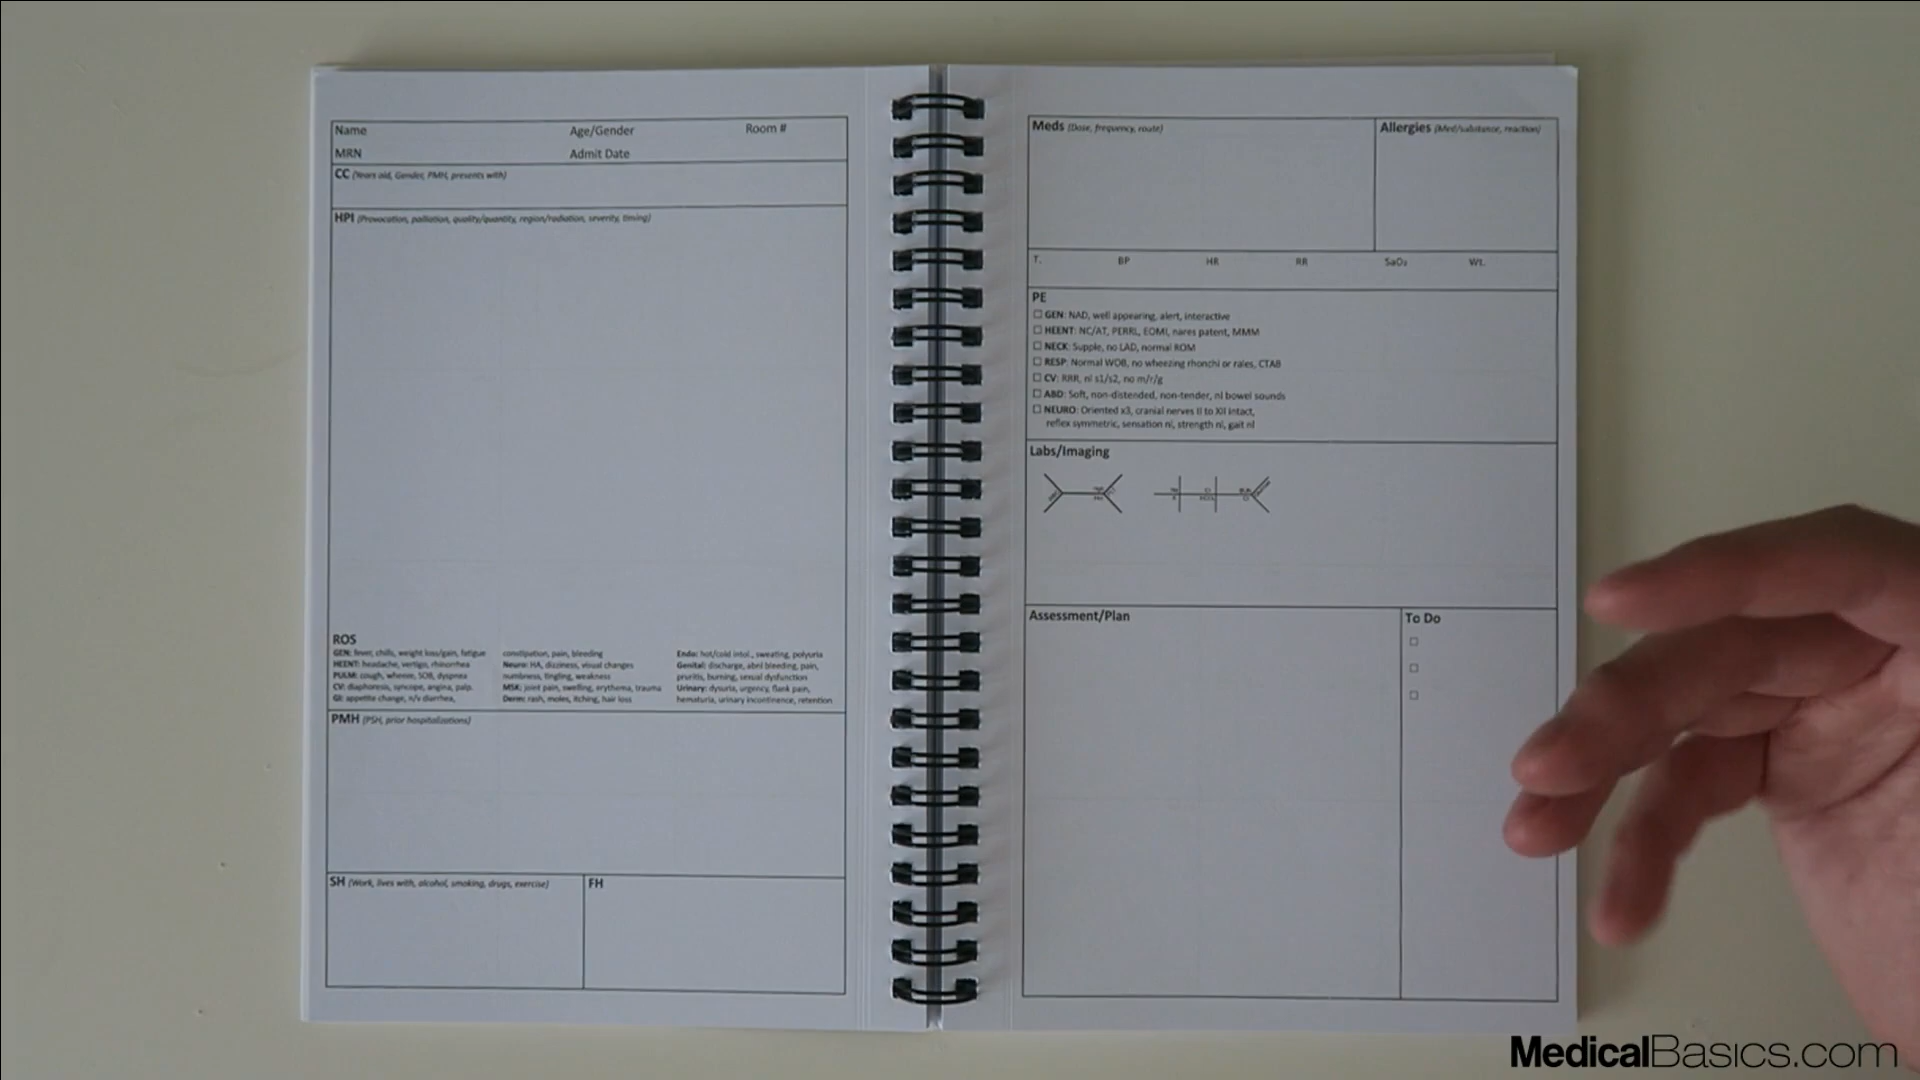 Name Age/Gender Room #
MRN Admit Date
CC (Years old, Gender, PMH, presents with)
HPI (Provocation, palliation, quality/quantity, region/radiation, severity, timing)
ROS
GEN: fever, chills, weight loss/gain, fatigue
HEENT: headache, vertigo, rhinorrhea
PULM: cough, wheeze, SOB, dyspnea
CV: diaphoresis, syncope, angina, palp.
GI: appetite change, n/v diarrhea,
constipation, pain, bleeding
Neuro: HA, dizziness, visual changes
numbness, tingling, weakness
MSK: joint pain, swelling, erythema, trauma
Derm: rash, moles, itching, hair loss
Endo: hot/cold intol., sweating, polyuria
Genital: discharge, abnl bleeding, pain,
pruritis, burning, sexual dysfunction
Urinary: dysuria, urgency, flank pain,
hematuria, urinary incontinence, retention
PMH (PSH, prior hospitalizations)
SH (Work, lives with, alcohol, smoking, drugs, exercise)
FH
Meds (Dose, frequency, route)
Allergies (Med/substance, reaction)
T. BP HR RR SaO₂ Wt.
PE
☐ GEN: NAD, well appearing, alert, interactive
☐ HEENT: NC/AT, PERRL, EOMI, nares patent, MMM
☐ NECK: Supple, no LAD, normal ROM
☐ RESP: Normal WOB, no wheezing rhonchi or rales, CTAB
☐ CV: RRR, nl s1/s2, no m/r/g
☐ ABD: Soft, non-distended, non-tender, nl bowel sounds
☐ NEURO: Oriented x3, cranial nerves II to XII intact,
reflex symmetric, sensation nl, strength nl, gait nl
Labs/Imaging
Assessment/Plan
To Do
MedicalBasics.com